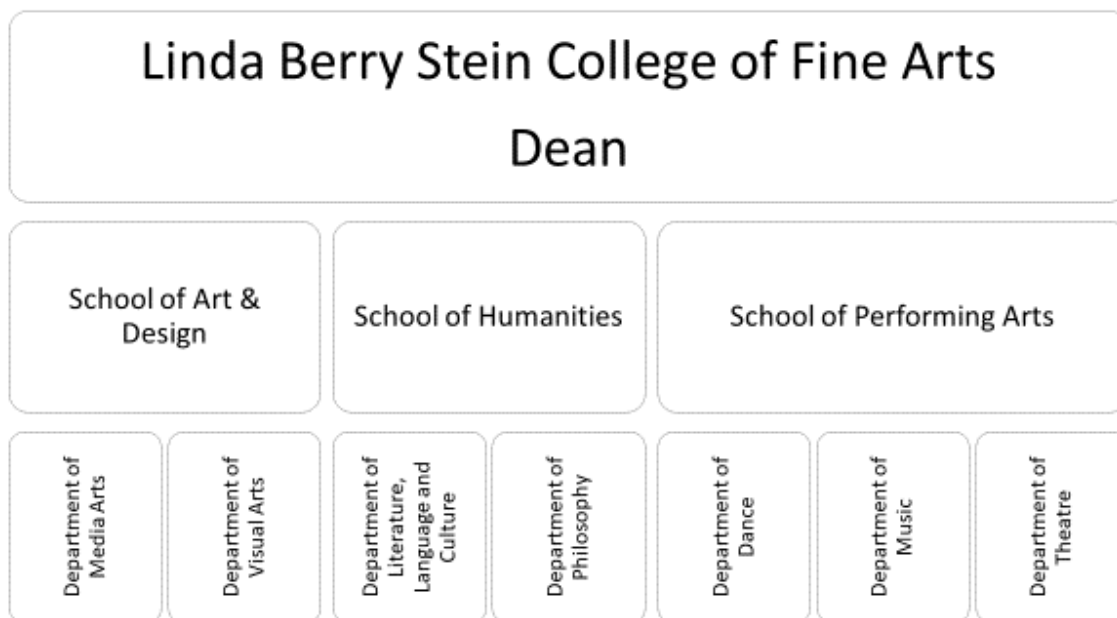 Linda Berry Stein College of Fine Arts
Dean
School of Art &
Design
School of Humanities
School of Performing Arts
Department of
Media Arts
Department of
Visual Arts
Department of
Literature,
Language and
Culture
Department of
Philosophy
Department of
Dance
Department of
Music
Department of
Theatre